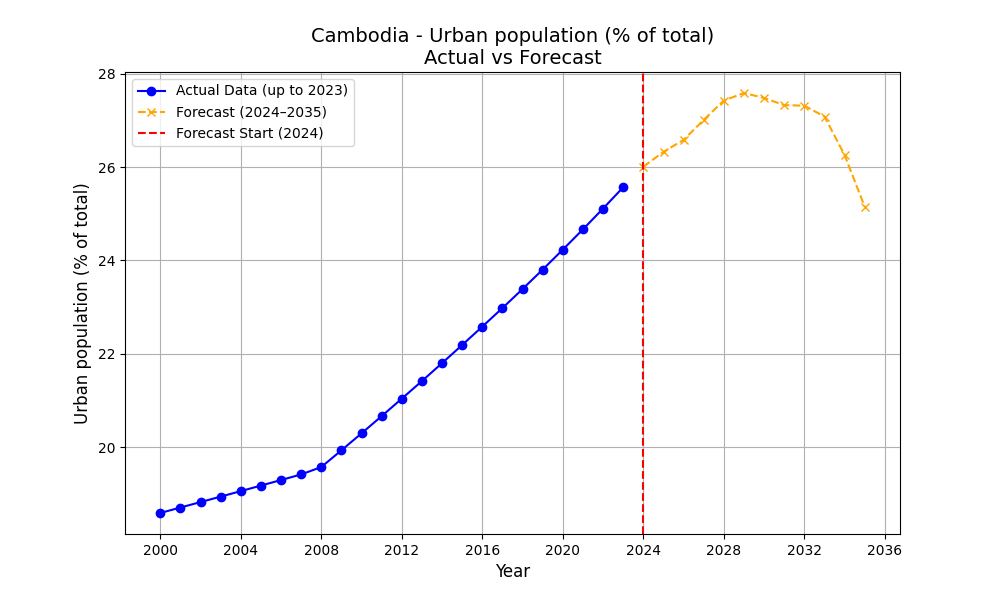 Cambodia - Urban population (% of total)
Actual vs Forecast
Actual Data (up to 2023)
Forecast (2024–2035)
Forecast Start (2024)
Urban population (% of total)
28
26
24
22
20
2000 2004 2008 2012 2016 2020 2024 2028 2032 2036
Year